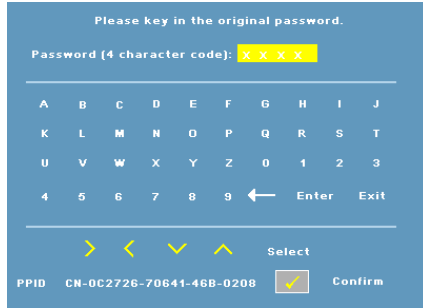 Please key in the original password.
Password (4 character code): X X X X
A B C D E F G H I J
K L M N O P Q R S T
U V W X Y Z 0 1 2 3
4 5 6 7 8 9 ← Enter Exit
> < ∨ ∧ Select
PPID CN-0C2726-70641-46B-0208 ✓ Confirm